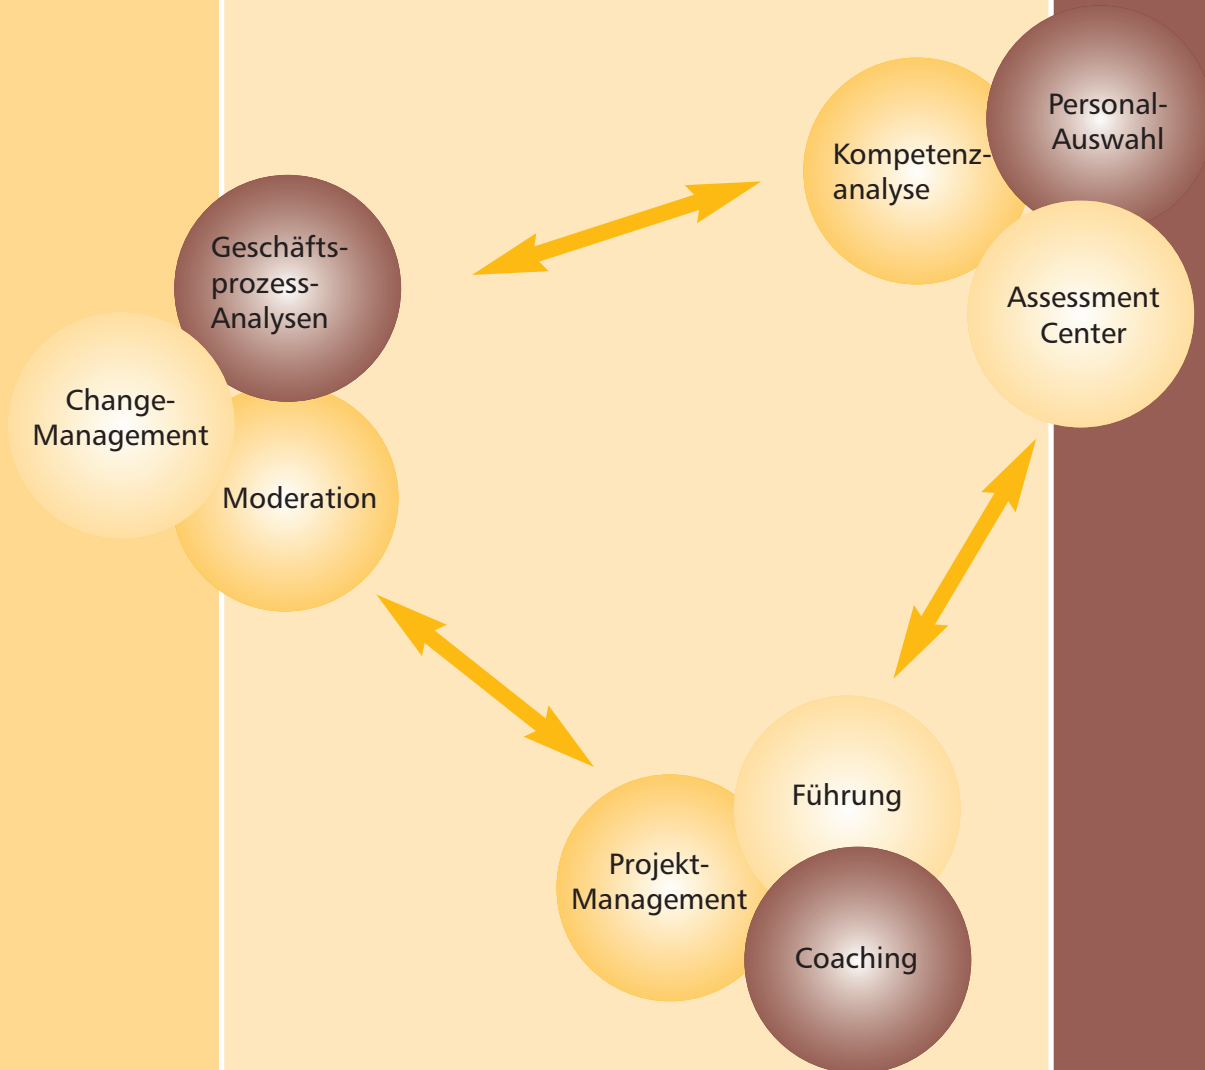 Personal-
Auswahl
Kompetenz-
analyse
Assessment
Center
Geschäfts-
prozess-
Analysen
Change-
Management
Moderation
Führung
Projekt-
Management
Coaching